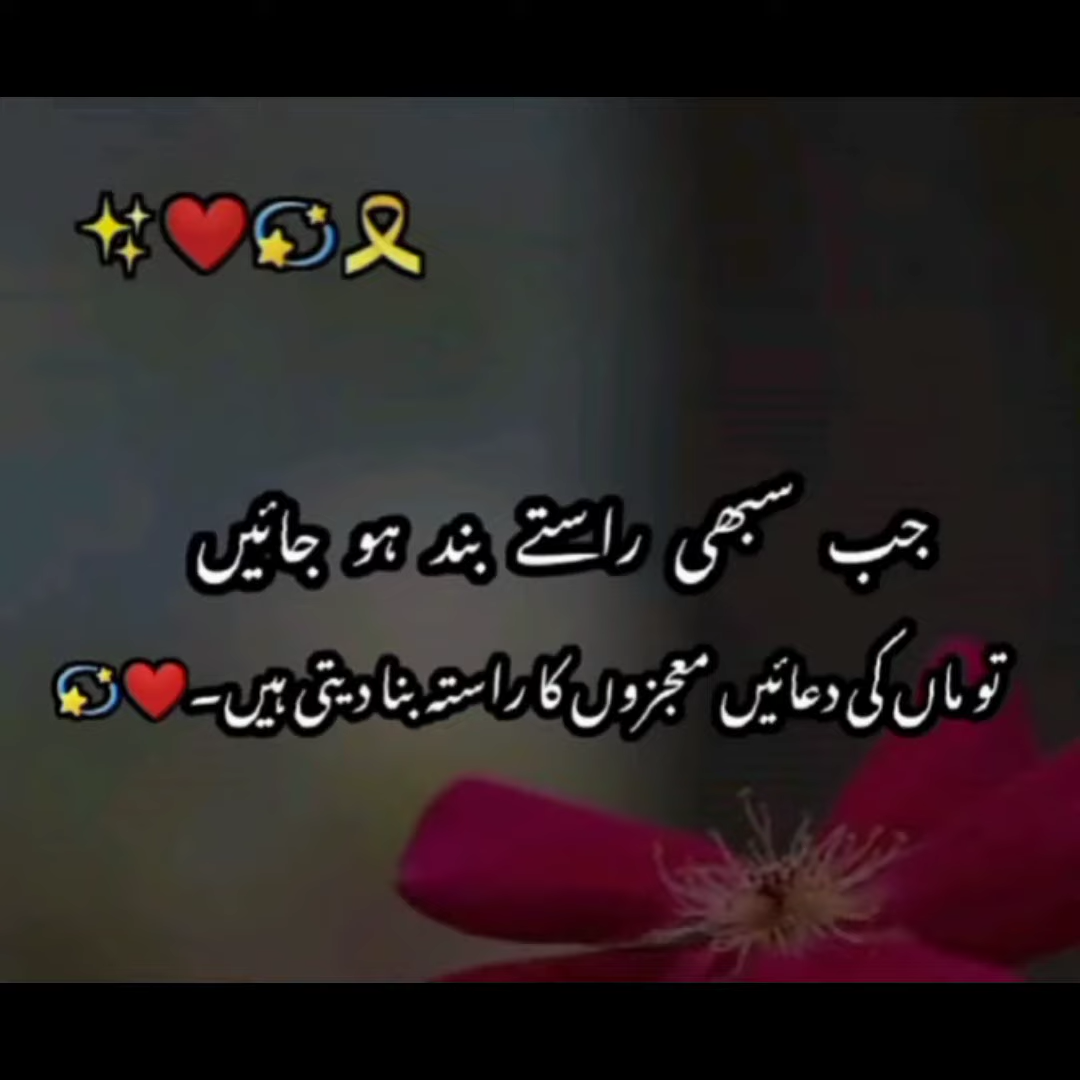 ✨❤️💫🎗️
جب سبھی راستے بند ہو جائیں
تو ماں کی دعائیں معجزوں کا راستہ بنا دیتی ہیں۔❤️💫